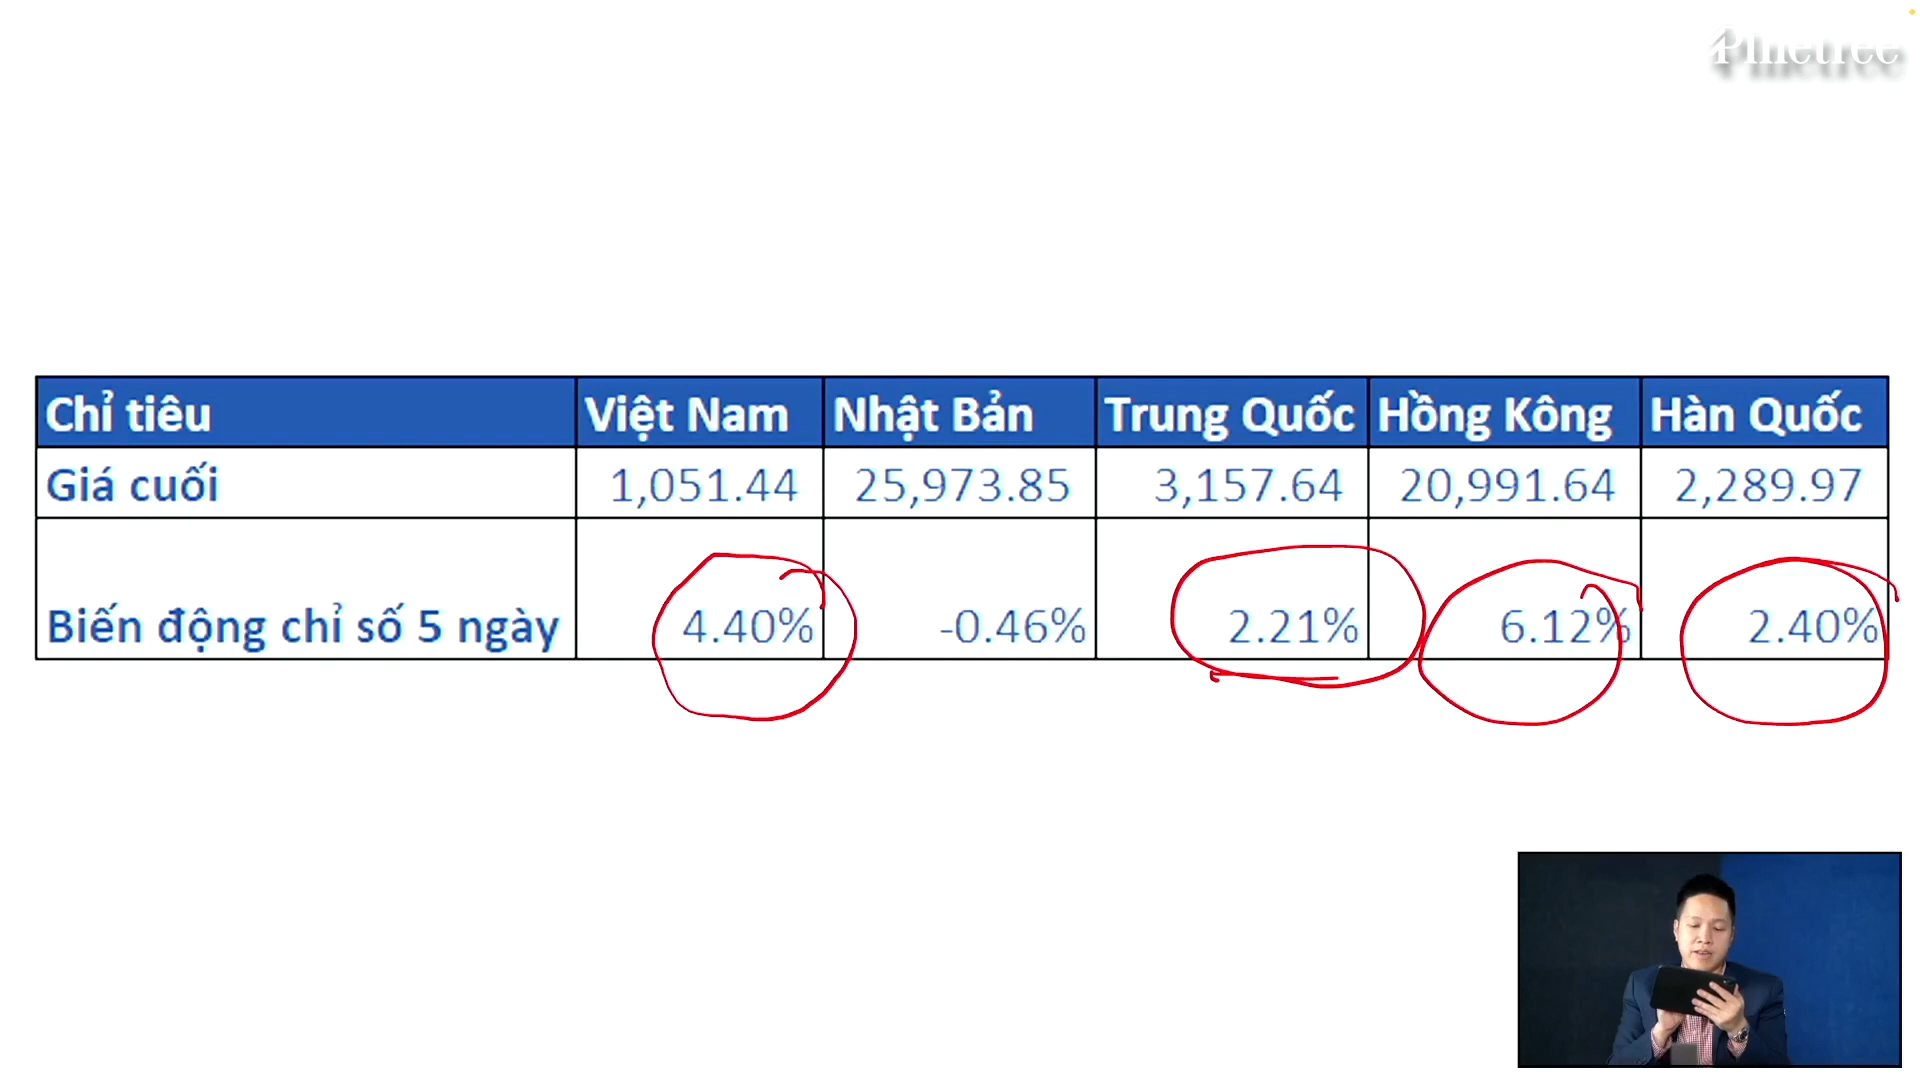 Pinetree
Chỉ tiêu Việt Nam Nhật Bản Trung Quốc Hồng Kông Hàn Quốc
Giá cuối 1,051.44 25,973.85 3,157.64 20,991.64 2,289.97
Biến động chỉ số 5 ngày 4.40% -0.46% 2.21% 6.12% 2.40%